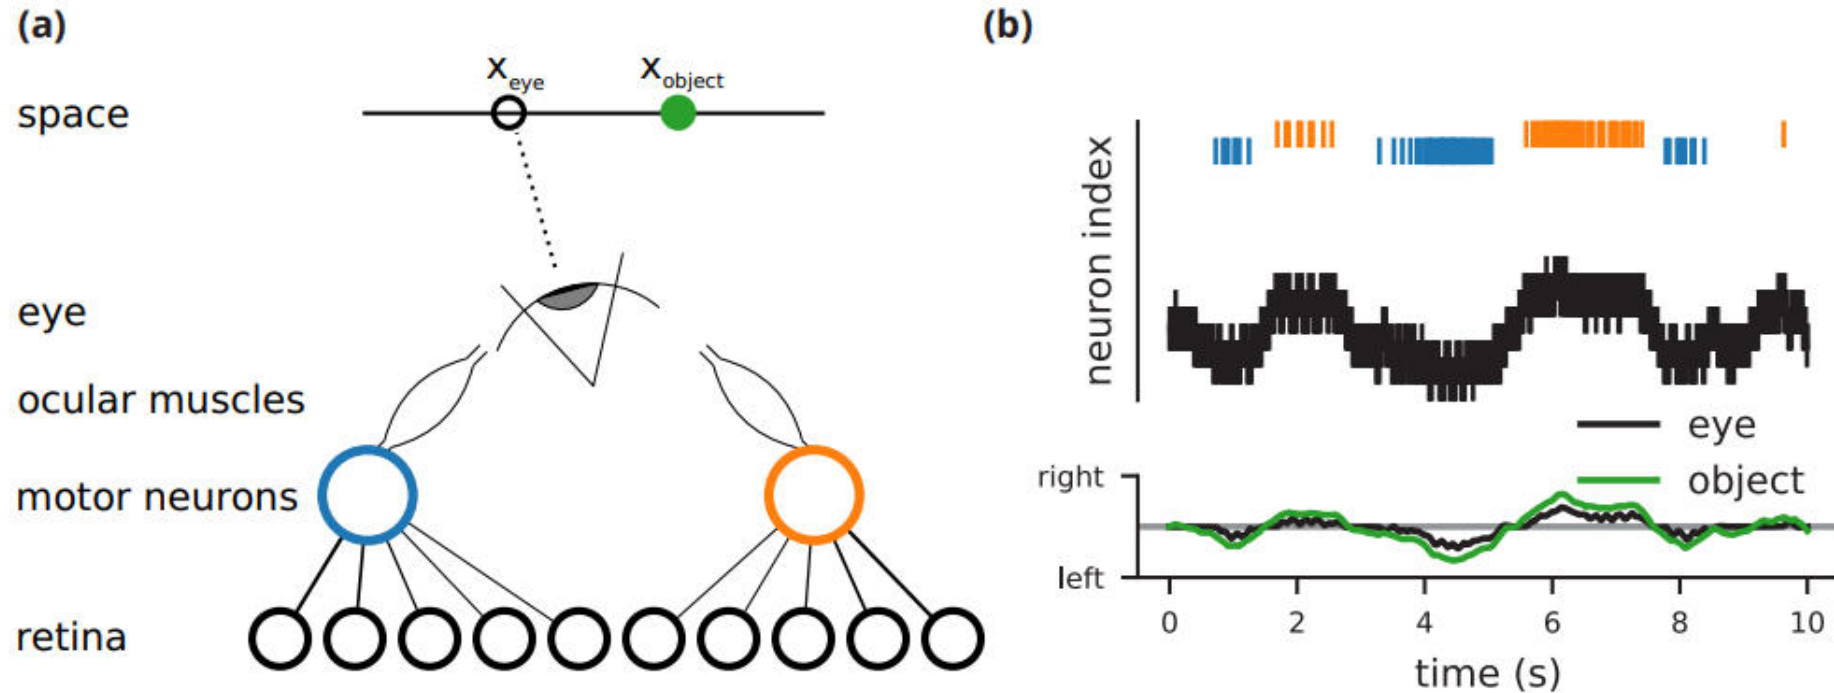 (a)
x_eye x_object
space
eye
ocular muscles
motor neurons
retina
(b)
neuron index
eye
object
right
left
0 2 4 6 8 10
time (s)